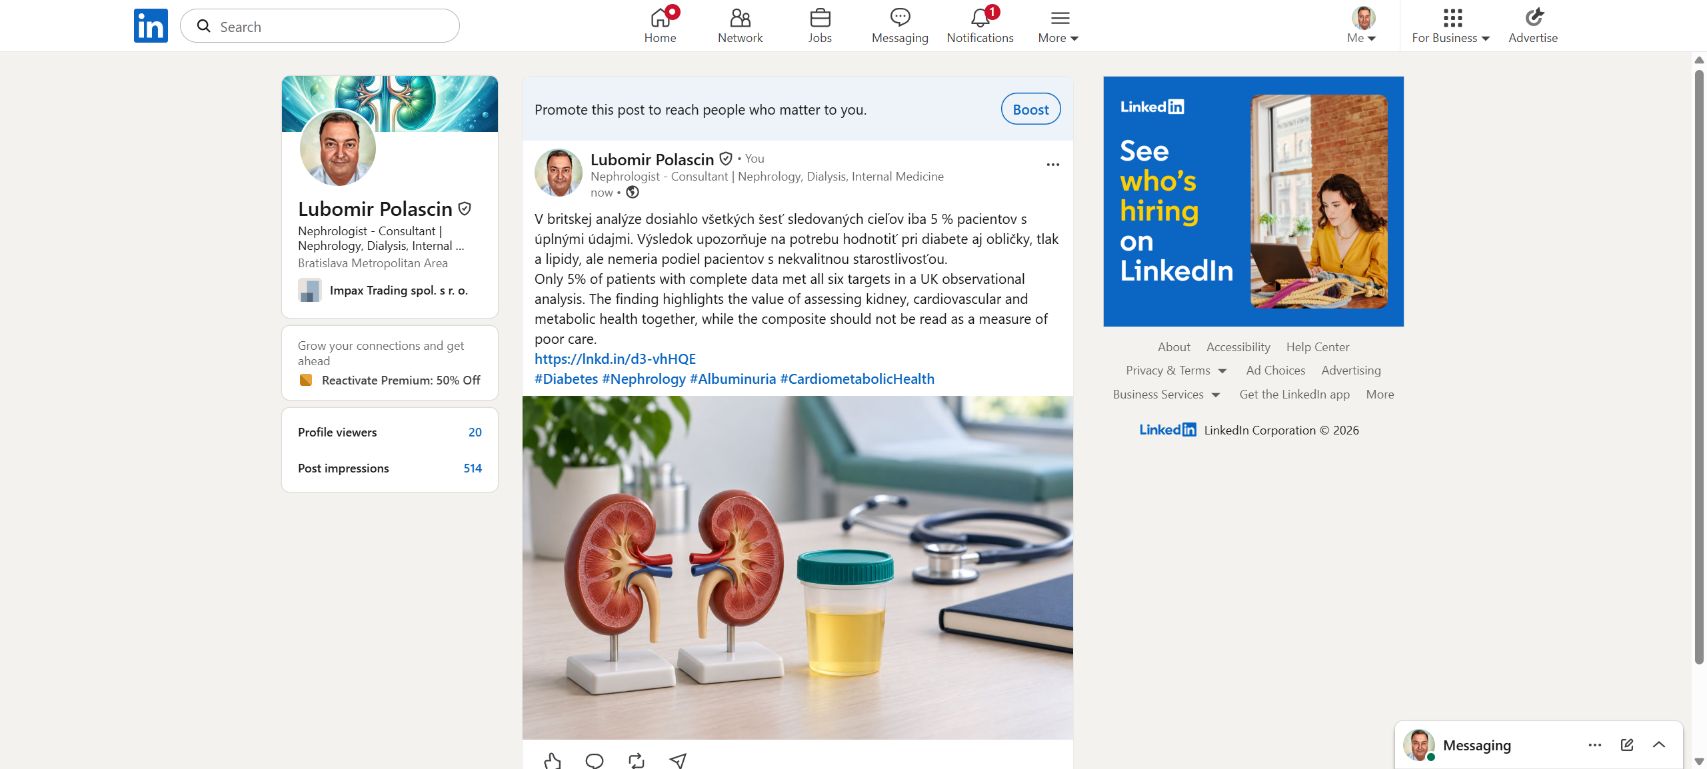 in
Search
Home
Network
Jobs
Messaging
1
Notifications
More
Me
For Business
Advertise
Lubomir Polascin
Nephrologist - Consultant |
Nephrology, Dialysis, Internal ...
Bratislava Metropolitan Area
Impax Trading spol. s r. o.
Grow your connections and get
ahead
Reactivate Premium: 50% Off
Profile viewers 20
Post impressions 514
Promote this post to reach people who matter to you.
Boost
Lubomir Polascin • You
Nephrologist - Consultant | Nephrology, Dialysis, Internal Medicine
now •
V britskej analýze dosiahlo všetkých šesť sledovaných cieľov iba 5 % pacientov s
úplnými údajmi. Výsledok upozorňuje na potrebu hodnotiť pri diabete aj obličky, tlak
a lipidy, ale nemeria podiel pacientov s nekvalitnou starostlivosťou.
Only 5% of patients with complete data met all six targets in a UK observational
analysis. The finding highlights the value of assessing kidney, cardiovascular and
metabolic health together, while the composite should not be read as a measure of
poor care.
https://lnkd.in/d3-vhHQE
#Diabetes #Nephrology #Albuminuria #CardiometabolicHealth
LinkedIn
See
who's
hiring
on
LinkedIn
About Accessibility Help Center
Privacy & Terms Ad Choices Advertising
Business Services Get the LinkedIn app More
LinkedIn LinkedIn Corporation © 2026
Messaging